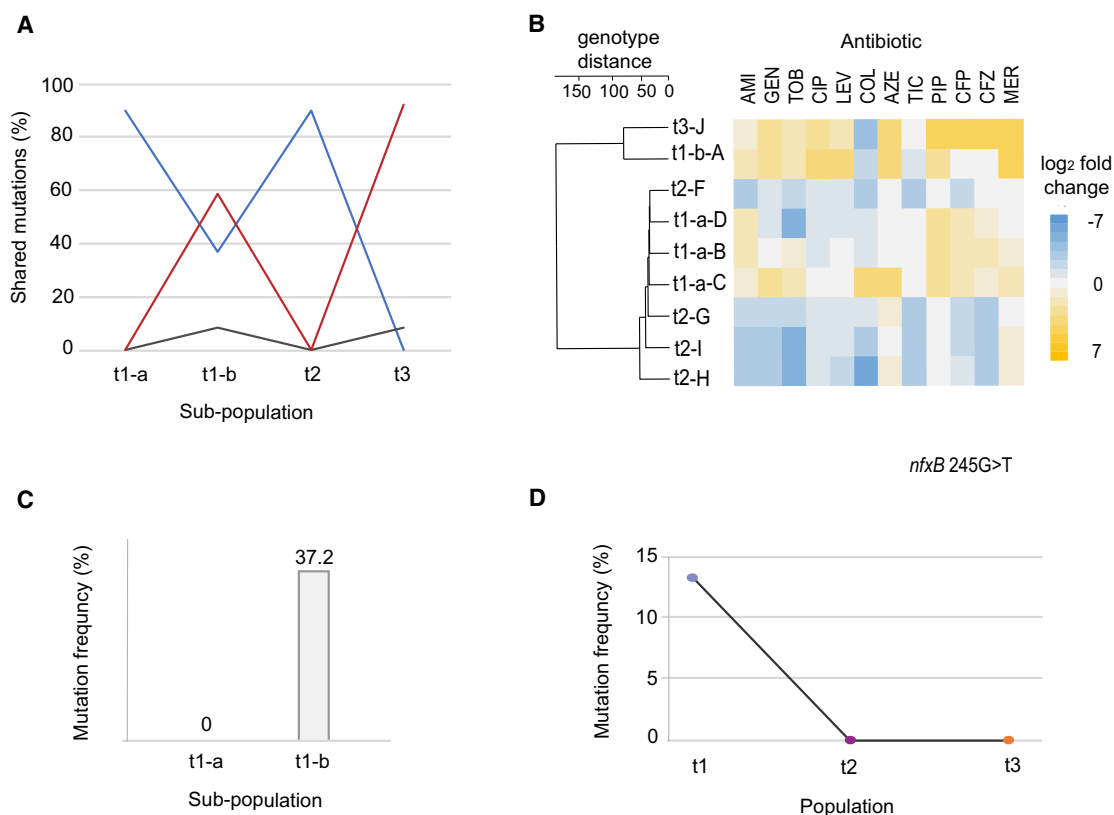 A
100
80
60
40
20
0
Shared mutations (%)
t1-a t1-b t2 t3
Sub-population
B
genotype
distance
150 100 50 0
Antibiotic
AMI GEN TOB CIP LEV COL AZE TIC PIP CFP CFZ MER
t3-J
t1-b-A
t2-F
t1-a-D
t1-a-B
t1-a-C
t2-G
t2-I
t2-H
log2 fold
change
-7
0
7
nfxB 245G>T
C
Mutation frequncy (%)
37.2
0
t1-a t1-b
Sub-population
D
15
10
5
0
Mutation frequncy (%)
t1 t2 t3
Population